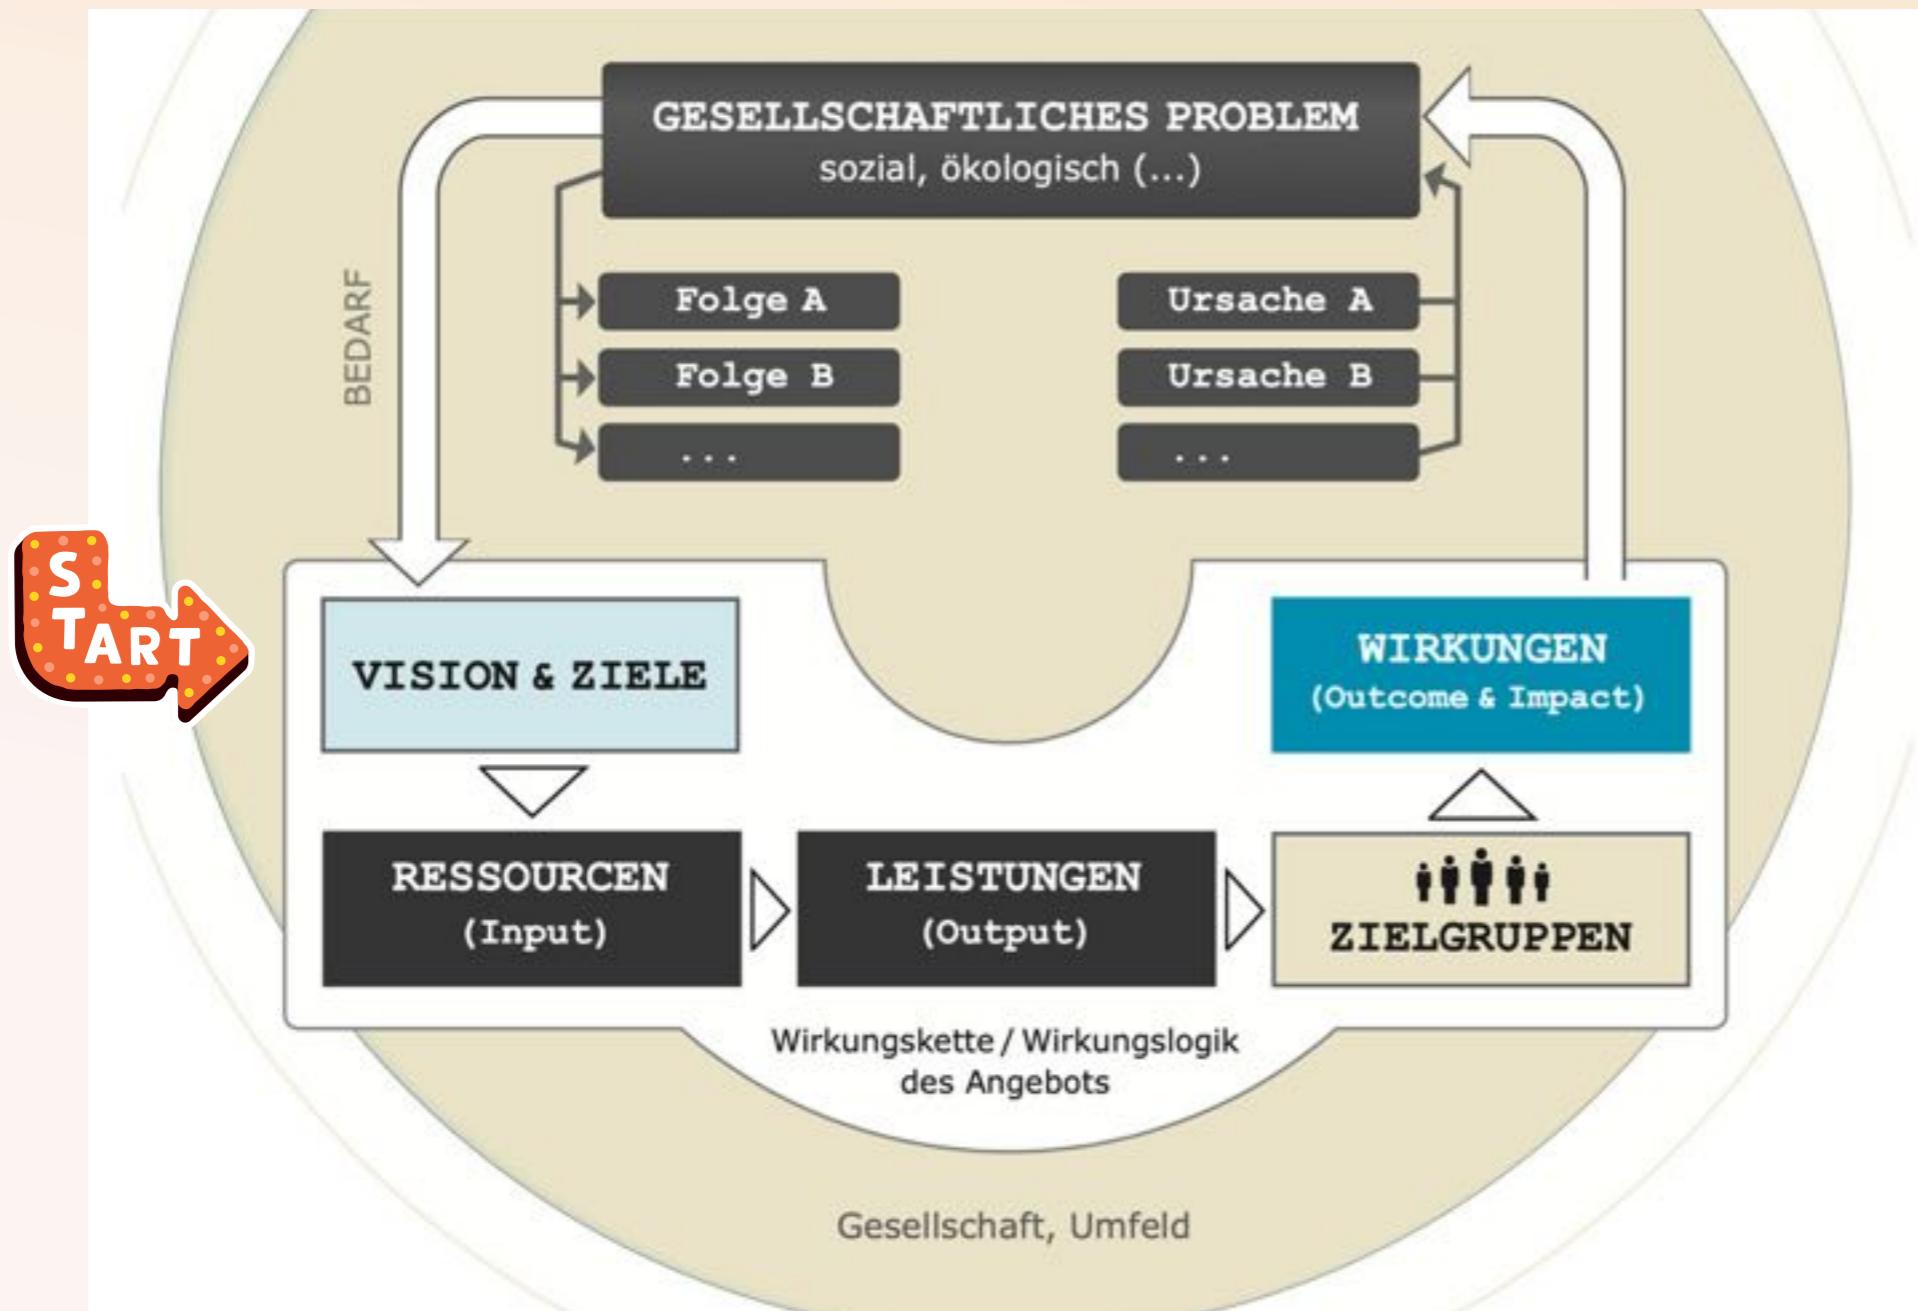 GESELLSCHAFTLICHES PROBLEM
sozial, ökologisch (...)
BEDARF
Folge A
Folge B
...
Ursache A
Ursache B
...
START
VISION & ZIELE
WIRKUNGEN
(Outcome & Impact)
RESSOURCEN
(Input)
LEISTUNGEN
(Output)
ZIELGRUPPEN
Wirkungskette / Wirkungslogik
des Angebots
Gesellschaft, Umfeld